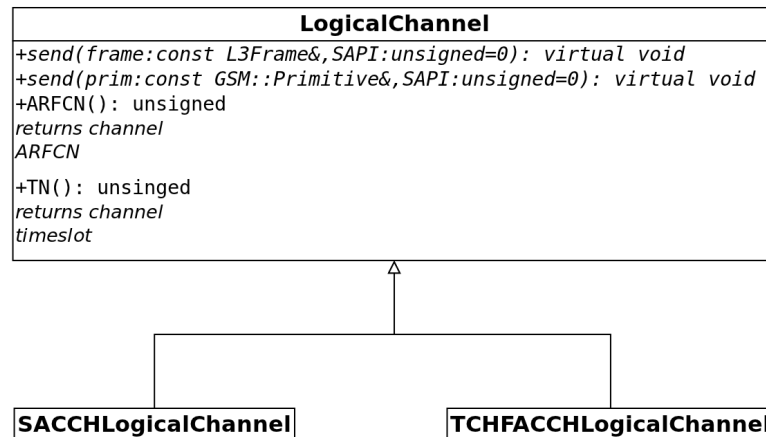 LogicalChannel
+send(frame:const L3Frame&,SAPI:unsigned=0): virtual void
+send(prim:const GSM::Primitive&,SAPI:unsigned=0): virtual void
+ARFCN(): unsigned
returns channel
ARFCN
+TN(): unsinged
returns channel
timeslot
SACCHLogicalChannel
TCHFACCHLogicalChannel